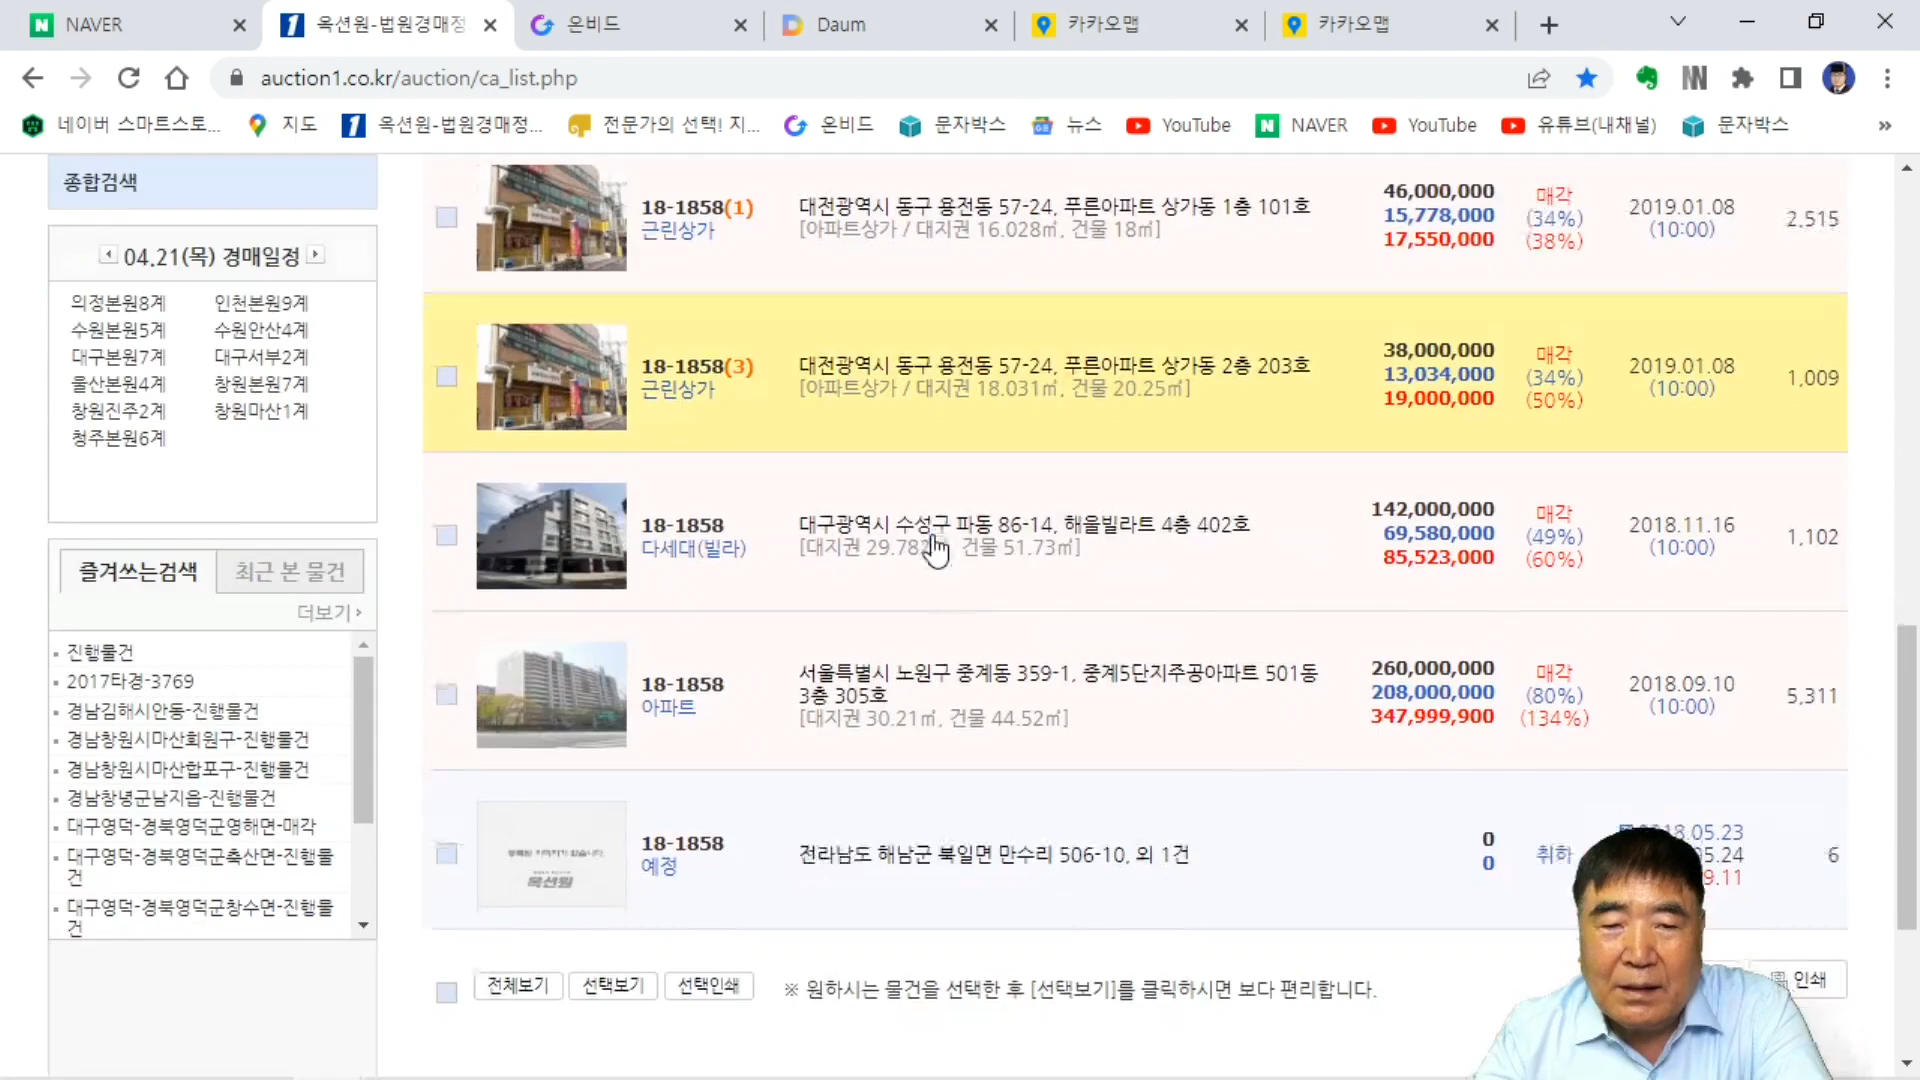 NAVER
옥션원-법원경매정
온비드
Daum
카카오맵
카카오맵
auction1.co.kr/auction/ca_list.php
네이버 스마트스토...
지도
옥션원-법원경매정...
전문가의 선택! 지...
온비드
문자박스
뉴스
YouTube
NAVER
YouTube
유튜브(내채널)
문자박스
종합검색
04.21(목) 경매일정
의정본원8계 인천본원9계
수원본원5계 수원안산4계
대구본원7계 대구서부2계
울산본원4계 창원본원7계
창원진주2계 창원마산1계
청주본원6계
즐겨쓰는검색 최근 본 물건
더보기
진행물건
2017타경-3769
경남김해시안동-진행물건
경남창원시마산회원구-진행물건
경남창원시마산합포구-진행물건
경남창녕군남지읍-진행물건
대구영덕-경북영덕군영해면-매각
대구영덕-경북영덕군축산면-진행물
건
대구영덕-경북영덕군창수면-진행물
건
18-1858(1)
근린상가
대전광역시 동구 용전동 57-24, 푸른아파트 상가동 1층 101호
[아파트상가 / 대지권 16.028㎡, 건물 18㎡]
46,000,000
15,778,000
17,550,000
매각
(34%)
(38%)
2019.01.08
(10:00)
2,515
18-1858(3)
근린상가
대전광역시 동구 용전동 57-24, 푸른아파트 상가동 2층 203호
[아파트상가 / 대지권 18.031㎡, 건물 20.25㎡]
38,000,000
13,034,000
19,000,000
매각
(34%)
(50%)
2019.01.08
(10:00)
1,009
18-1858
다세대(빌라)
대구광역시 수성구 파동 86-14, 해올빌라트 4층 402호
[대지권 건물 51.73㎡]
142,000,000
69,580,000
85,523,000
매각
(49%)
(60%)
2018.11.16
(10:00)
1,102
18-1858
아파트
서울특별시 노원구 중계동 359-1, 중계5단지주공아파트 501동
3층 305호
[대지권 30.21㎡, 건물 44.52㎡]
260,000,000
208,000,000
347,999,900
매각
(80%)
(134%)
2018.09.10
(10:00)
5,311
옥션원
18-1858
예정
전라남도 해남군 북일면 만수리 506-10, 외 1건
0
0
취하
6
전체보기 선택보기 선택인쇄
※ 원하시는 물건을 선택한 후 [선택보기]를 클릭하시면 보다 편리합니다.
인쇄